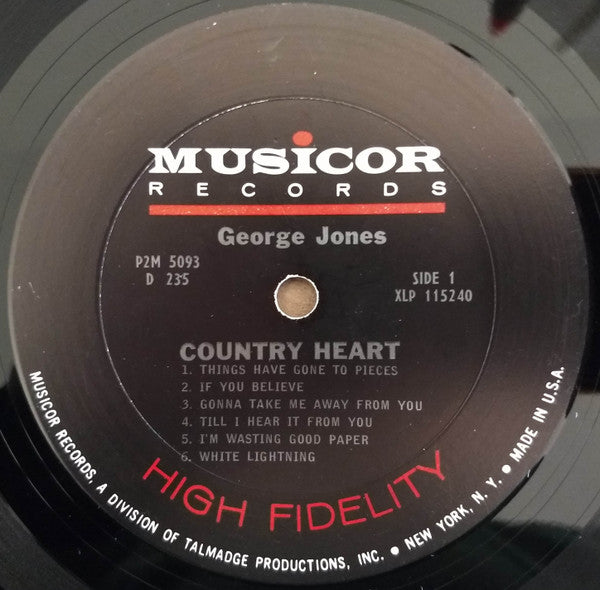 MUSICOR
RECORDS
George Jones
P2M 5093
D 235
SIDE 1
XLP 115240
COUNTRY HEART
1. THINGS HAVE GONE TO PIECES
2. IF YOU BELIEVE
3. GONNA TAKE ME AWAY FROM YOU
4. TILL I HEAR IT FROM YOU
5. I'M WASTING GOOD PAPER
6. WHITE LIGHTNING
HIGH FIDELITY
MUSICOR RECORDS, A DIVISION OF TALMADGE PRODUCTIONS, INC. • NEW YORK, N. Y. • MADE IN U.S.A.